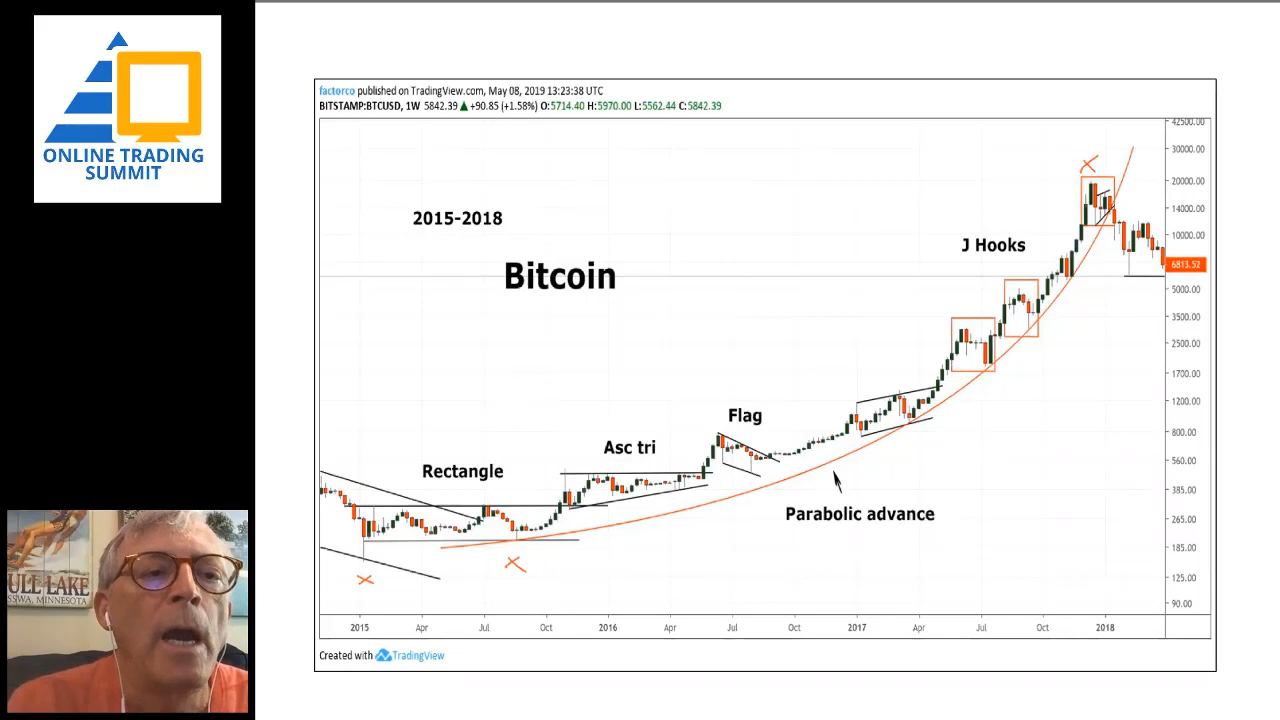 ONLINE TRADING
SUMMIT
factorco published on TradingView.com, May 08, 2019 13:23:38 UTC
BITSTAMP:BTCUSD, 1W 5842.39 ▲ +90.85 (+1.58%) O:5714.40 H:5970.00 L:5562.44 C:5842.39
42500.00
30000.00
20000.00
14000.00
10000.00
6813.52
5000.00
3500.00
2500.00
1700.00
1200.00
800.00
560.00
385.00
265.00
185.00
125.00
90.00
2015-2018
Bitcoin
J Hooks
Flag
Asc tri
Rectangle
Parabolic advance
2015 Apr Jul Oct 2016 Apr Jul Oct 2017 Apr Jul Oct 2018
Created with TradingView
ULL LAKE
SSWA, MINNESOTA